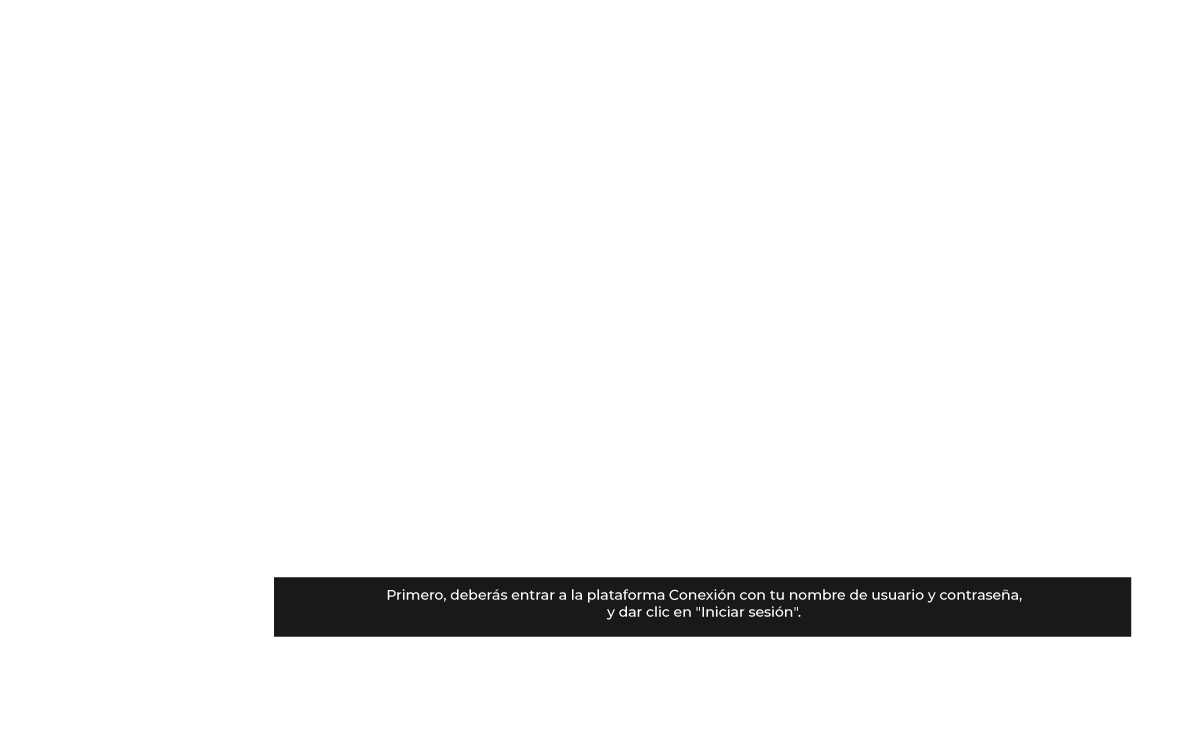 Primero, deberás entrar a la plataforma Conexión con tu nombre de usuario y contraseña,
y dar clic en "Iniciar sesión".